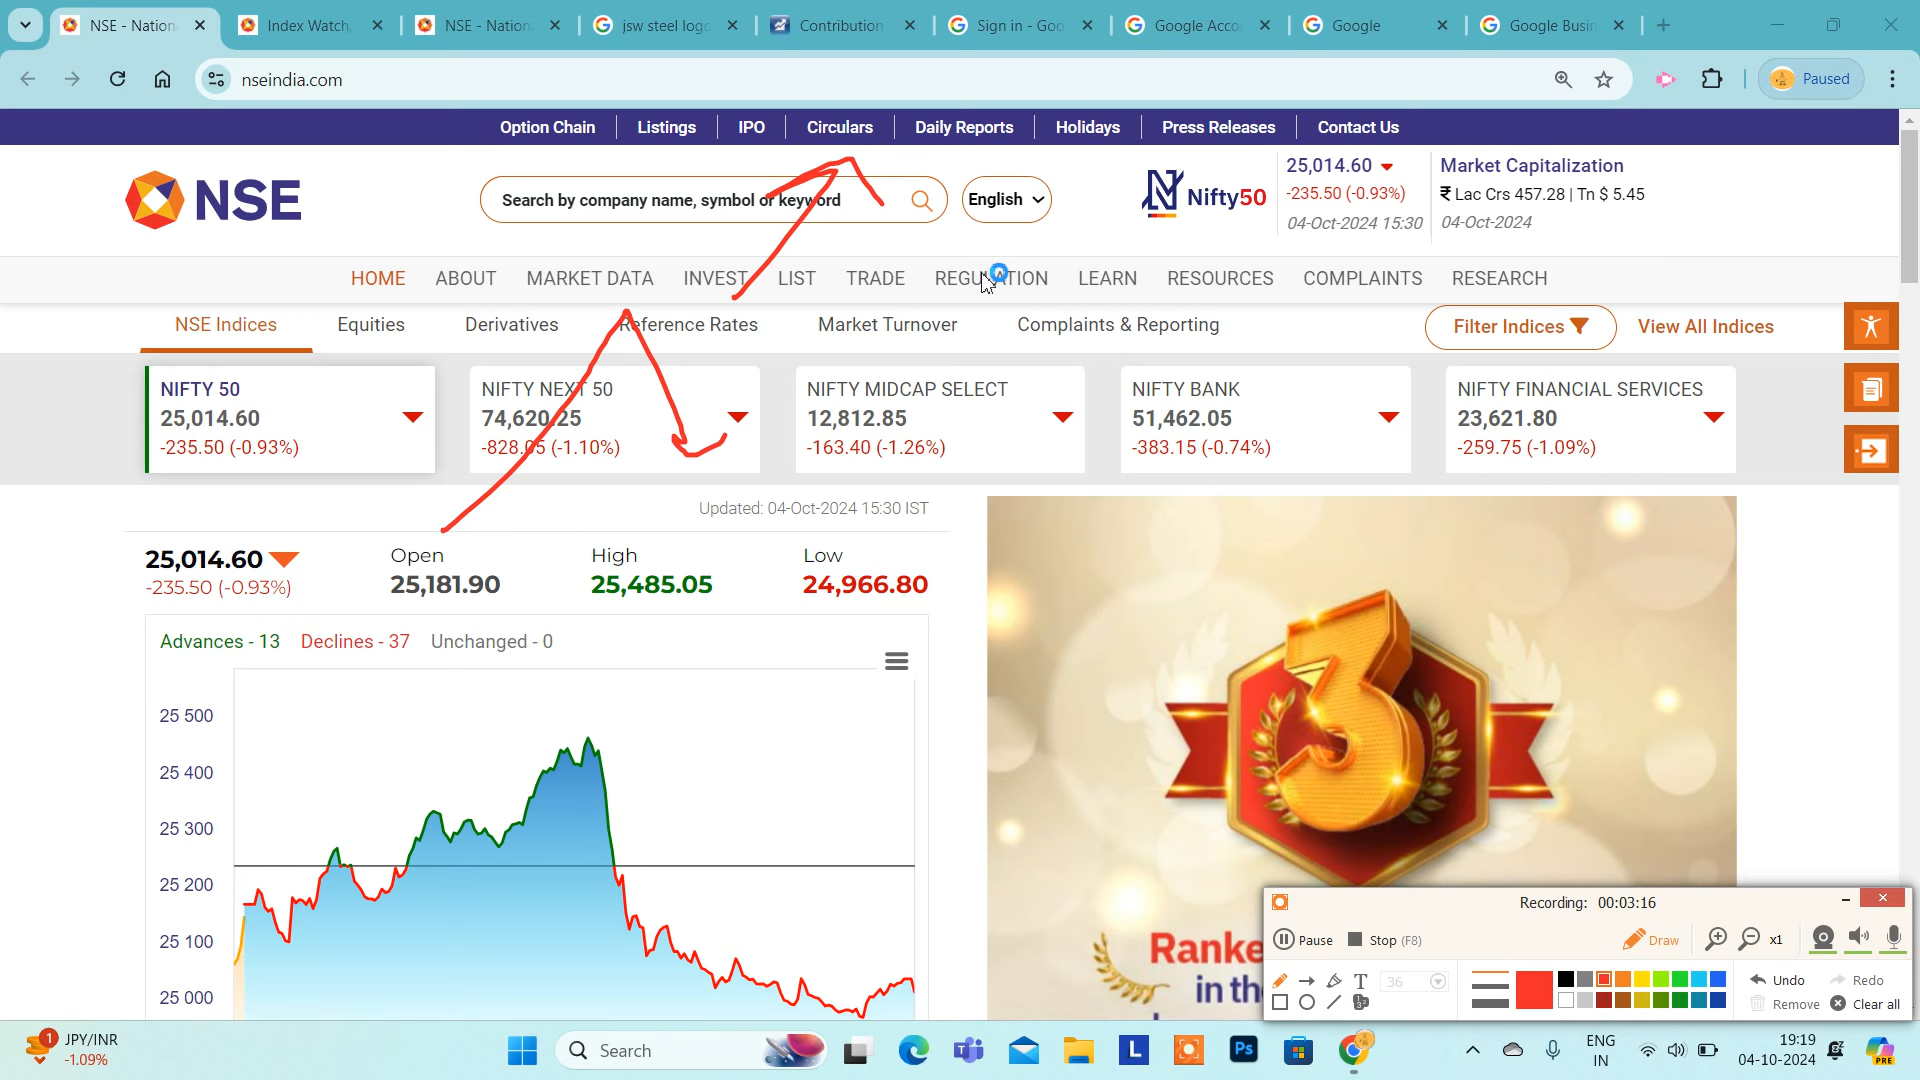 NSE - Nation
Index Watch,
NSE - Nation
jsw steel logo
Contribution
Sign in - Goo
Google Acco
Google
Google Busin
nseindia.com
Paused
Option Chain
Listings
IPO
Circulars
Daily Reports
Holidays
Press Releases
Contact Us
NSE
Search by company name, symbol or keyword
English
Nifty50
25,014.60
-235.50 (-0.93%)
04-Oct-2024 15:30
Market Capitalization
₹ Lac Crs 457.28 | Tn $ 5.45
04-Oct-2024
HOME
ABOUT
MARKET DATA
INVEST
LIST
TRADE
REGULATION
LEARN
RESOURCES
COMPLAINTS
RESEARCH
NSE Indices
Equities
Derivatives
Reference Rates
Market Turnover
Complaints & Reporting
Filter Indices
View All Indices
NIFTY 50
25,014.60
-235.50 (-0.93%)
NIFTY NEXT 50
74,620.25
-828.05 (-1.10%)
NIFTY MIDCAP SELECT
12,812.85
-163.40 (-1.26%)
NIFTY BANK
51,462.05
-383.15 (-0.74%)
NIFTY FINANCIAL SERVICES
23,621.80
-259.75 (-1.09%)
Updated: 04-Oct-2024 15:30 IST
25,014.60
-235.50 (-0.93%)
Open
25,181.90
High
25,485.05
Low
24,966.80
Advances - 13
Declines - 37
Unchanged - 0
25 500
25 400
25 300
25 200
25 100
25 000
3
Ranke
in th
Recording: 00:03:16
Pause
Stop (F8)
Draw
x1
T
36
Undo
Redo
Remove
Clear all
1
JPY/INR
-1.09%
Search
L
Ps
ENG
IN
19:19
04-10-2024
PRE